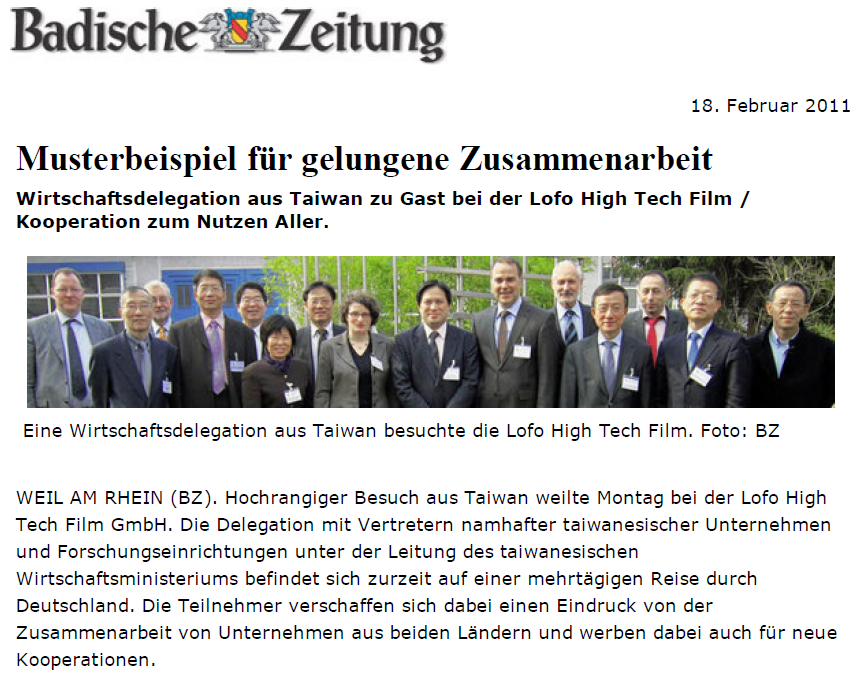 Badische Zeitung
18. Februar 2011
Musterbeispiel für gelungene Zusammenarbeit
Wirtschaftsdelegation aus Taiwan zu Gast bei der Lofo High Tech Film /
Kooperation zum Nutzen Aller.
Eine Wirtschaftsdelegation aus Taiwan besuchte die Lofo High Tech Film. Foto: BZ
WEIL AM RHEIN (BZ). Hochrangiger Besuch aus Taiwan weilte Montag bei der Lofo High
Tech Film GmbH. Die Delegation mit Vertretern namhafter taiwanesischer Unternehmen
und Forschungseinrichtungen unter der Leitung des taiwanesischen
Wirtschaftsministeriums befindet sich zurzeit auf einer mehrtägigen Reise durch
Deutschland. Die Teilnehmer verschaffen sich dabei einen Eindruck von der
Zusammenarbeit von Unternehmen aus beiden Ländern und werben dabei auch für neue
Kooperationen.